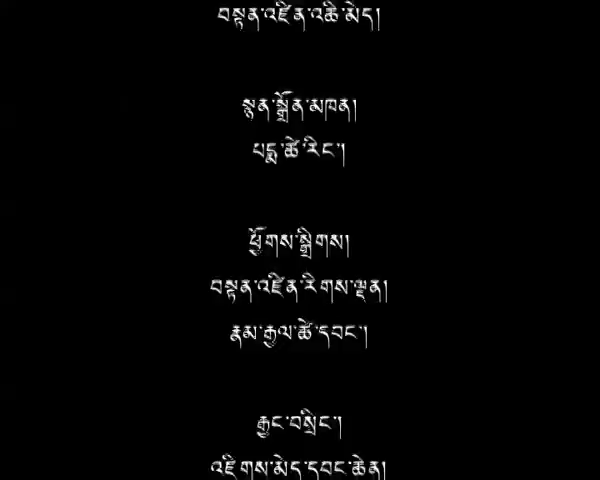 བསྟན་འཛིན་འཆི་མེད།
སྙན་སྒྲོན་མཁན།
པདྨ་ཚེ་རིང་།
ཕྱོགས་སྒྲིགས།
བསྟན་འཛིན་རིགས་ལྡན།
རྣམ་རྒྱལ་ཚེ་དབང་།
རྒྱང་བསྲིང་།
འཇིགས་མེད་དབང་ཆེན།